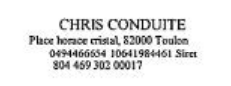 CHRIS CONDUITE
Place horace cristal, 82000 Toulon
0494466654 10641984461 Siret
804 469 302 00017